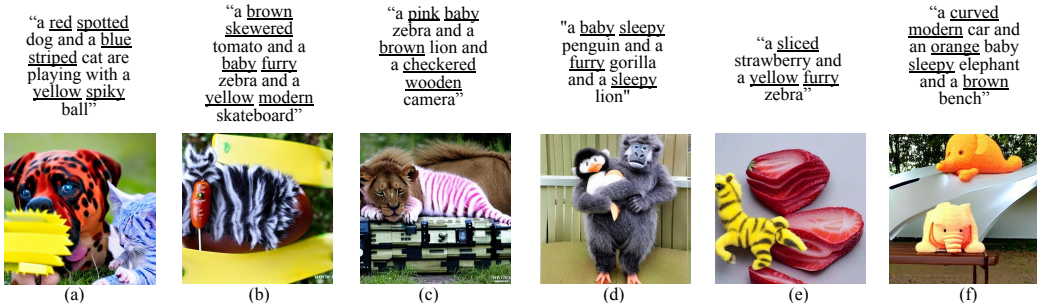 “a red spotted
dog and a blue
striped cat are
playing with a
yellow spiky
ball”
“a brown
skewered
tomato and a
baby furry
zebra and a
yellow modern
skateboard”
“a pink baby
zebra and a
brown lion and
a checkered
wooden
camera”
"a baby sleepy
penguin and a
furry gorilla
and a sleepy
lion"
“a sliced
strawberry and
a yellow furry
zebra”
“a curved
modern car and
an orange baby
sleepy elephant
and a brown
bench”
(a)
(b)
(c)
(d)
(e)
(f)